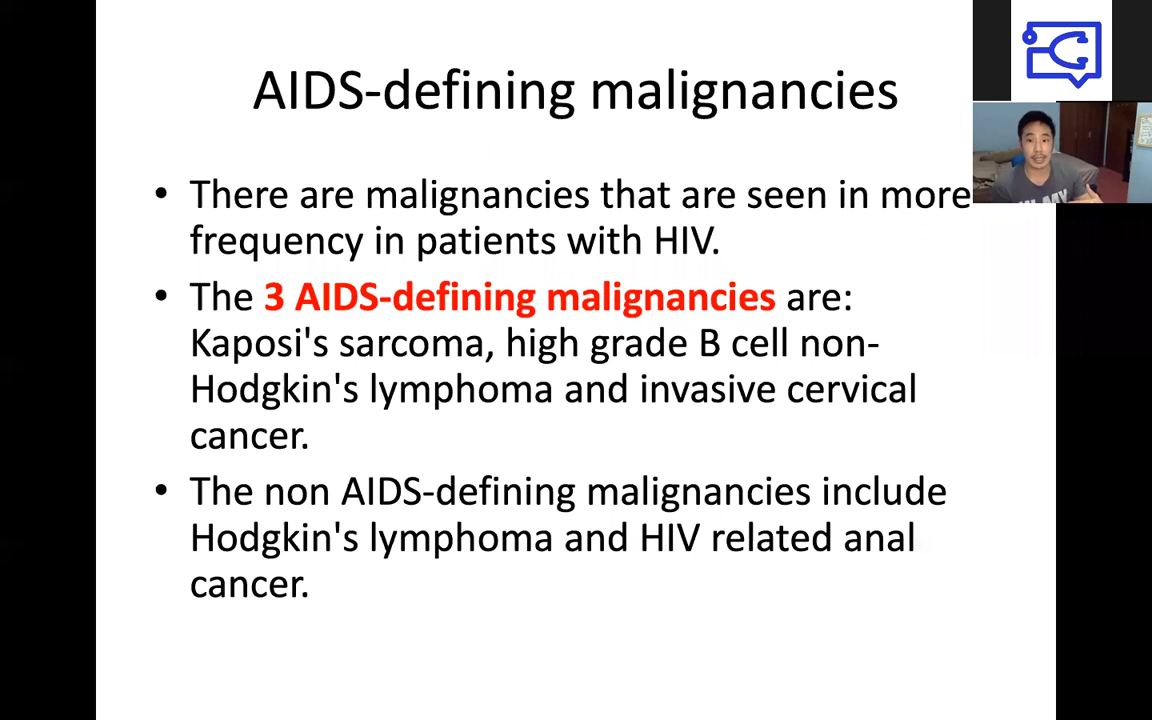 AIDS-defining malignancies
• There are malignancies that are seen in more
frequency in patients with HIV.
• The 3 AIDS-defining malignancies are:
Kaposi's sarcoma, high grade B cell non-
Hodgkin's lymphoma and invasive cervical
cancer.
• The non AIDS-defining malignancies include
Hodgkin's lymphoma and HIV related anal
cancer.